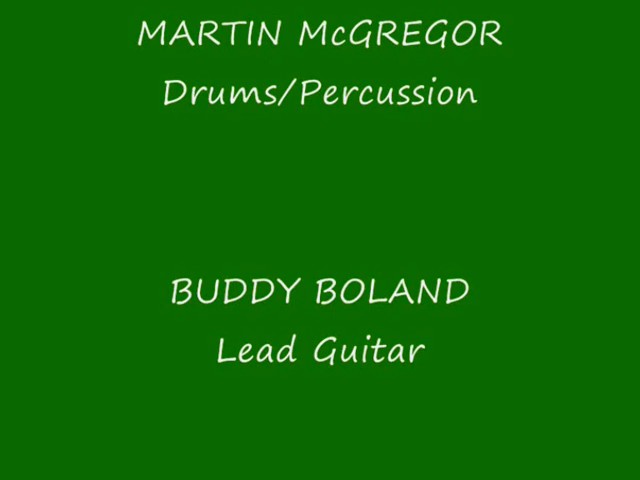 MARTIN McGREGOR
Drums/Percussion
BUDDY BOLAND
Lead Guitar